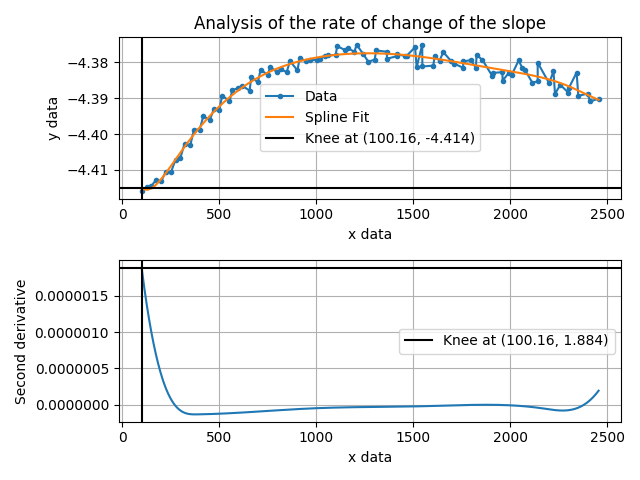 Analysis of the rate of change of the slope
−4.38
−4.39
−4.40
−4.41
y data
Data
Spline Fit
Knee at (100.16, -4.414)
0 500 1000 1500 2000 2500
x data
0.0000015
0.0000010
0.0000005
0.0000000
Second derivative
Knee at (100.16, 1.884)
0 500 1000 1500 2000 2500
x data